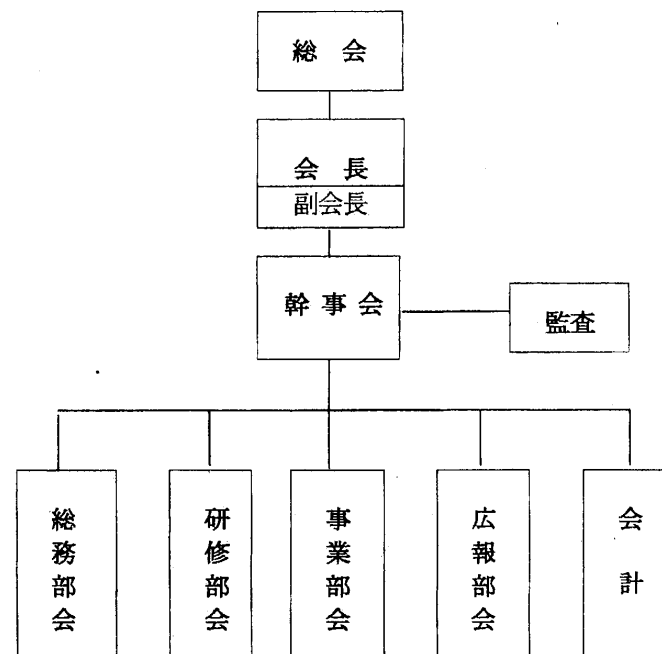 総会
会長
副会長
幹事会
監査
総務部会
研修部会
事業部会
広報部会
会計